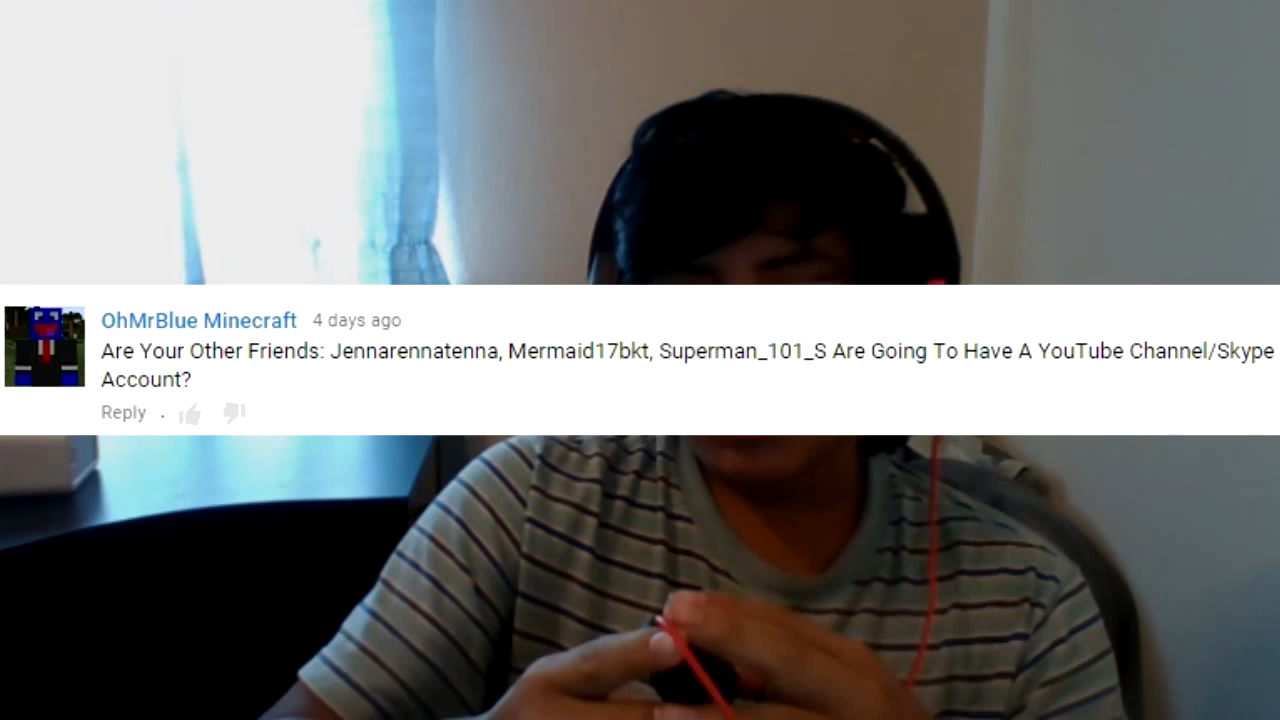 OhMrBlue Minecraft 4 days ago
Are Your Other Friends: Jennarennatenna, Mermaid17bkt, Superman_101_S Are Going To Have A YouTube Channel/Skype
Account?
Reply .